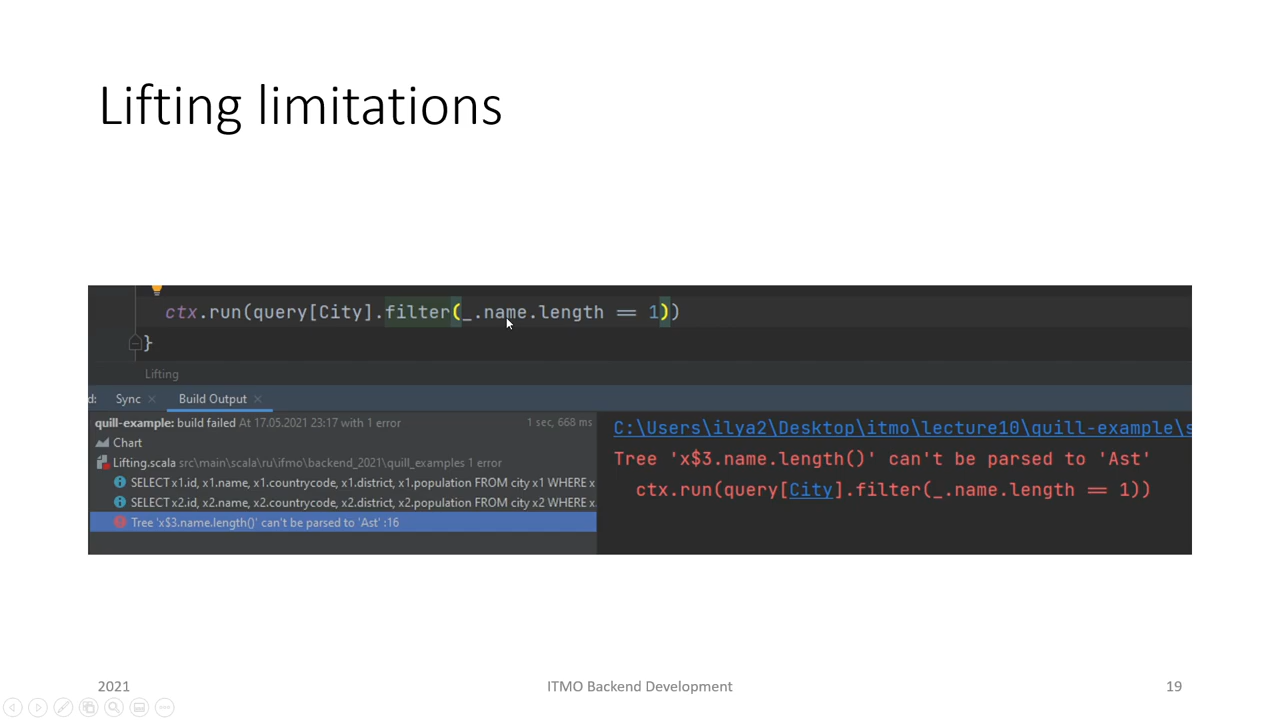 Lifting limitations
ctx.run(query[City].filter(_.name.length == 1))
}
Lifting
d: Sync × Build Output ×
quill-example: build failed At 17.05.2021 23:17 with 1 error 1 sec, 668 ms
Chart
Lifting.scala src\main\scala\ru\ifmo\backend_2021\quill_examples 1 error
SELECT x1.id, x1.name, x1.countrycode, x1.district, x1.population FROM city x1 WHERE x
SELECT x2.id, x2.name, x2.countrycode, x2.district, x2.population FROM city x2 WHERE x
Tree 'x$3.name.length()' can't be parsed to 'Ast' :16
C:\Users\ilya2\Desktop\itmo\lecture10\quill-example\s
Tree 'x$3.name.length()' can't be parsed to 'Ast'
ctx.run(query[City].filter(_.name.length == 1))
2021 ITMO Backend Development 19